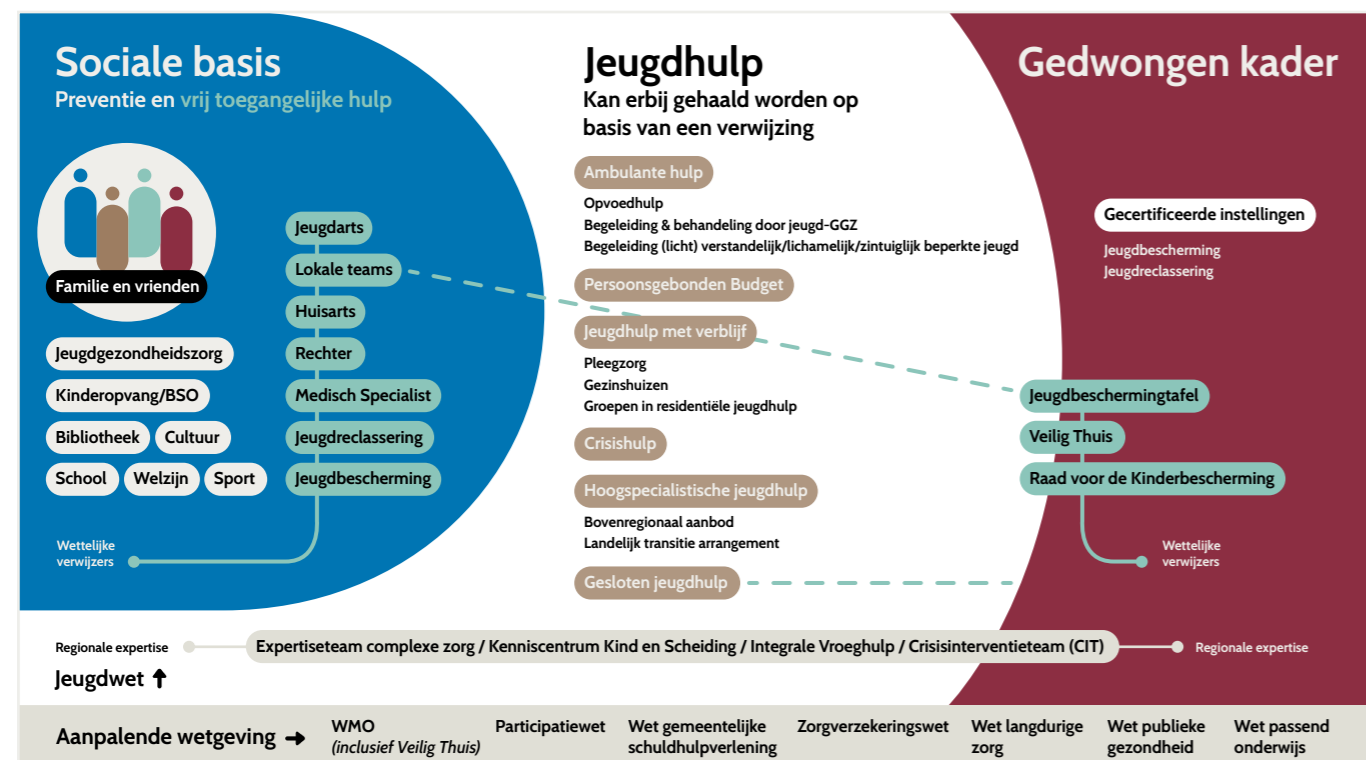 Sociale basis
Preventie en vrij toegangelijke hulp
Familie en vrienden
Jeugdgezondheidszorg
Kinderopvang/BSO
Bibliotheek
Cultuur
School
Welzijn
Sport
Jeugdarts
Lokale teams
Huisarts
Rechter
Medisch Specialist
Jeugdreclassering
Jeugdbescherming
Wettelijke
verwijzers
Jeugdhulp
Kan erbij gehaald worden op
basis van een verwijzing
Ambulante hulp
Opvoedhulp
Begeleiding & behandeling door jeugd-GGZ
Begeleiding (licht) verstandelijk/lichamelijk/zintuiglijk beperkte jeugd
Persoonsgebonden Budget
Jeugdhulp met verblijf
Pleegzorg
Gezinshuizen
Groepen in residentiële jeugdhulp
Crisishulp
Hoogspecialistische jeugdhulp
Bovenregionaal aanbod
Landelijk transitie arrangement
Gesloten jeugdhulp
Gedwongen kader
Gecertificeerde instellingen
Jeugdbescherming
Jeugdreclassering
Jeugdbeschermingtafel
Veilig Thuis
Raad voor de Kinderbescherming
Wettelijke
verwijzers
Regionale expertise
Expertiseteam complexe zorg / Kenniscentrum Kind en Scheiding / Integrale Vroeghulp / Crisisinterventieteam (CIT)
Regionale expertise
Jeugdwet ↑
Aanpalende wetgeving →
WMO
(inclusief Veilig Thuis)
Participatiewet
Wet gemeentelijke
schuldhulpverlening
Zorgverzekeringswet
Wet langdurige
zorg
Wet publieke
gezondheid
Wet passend
onderwijs